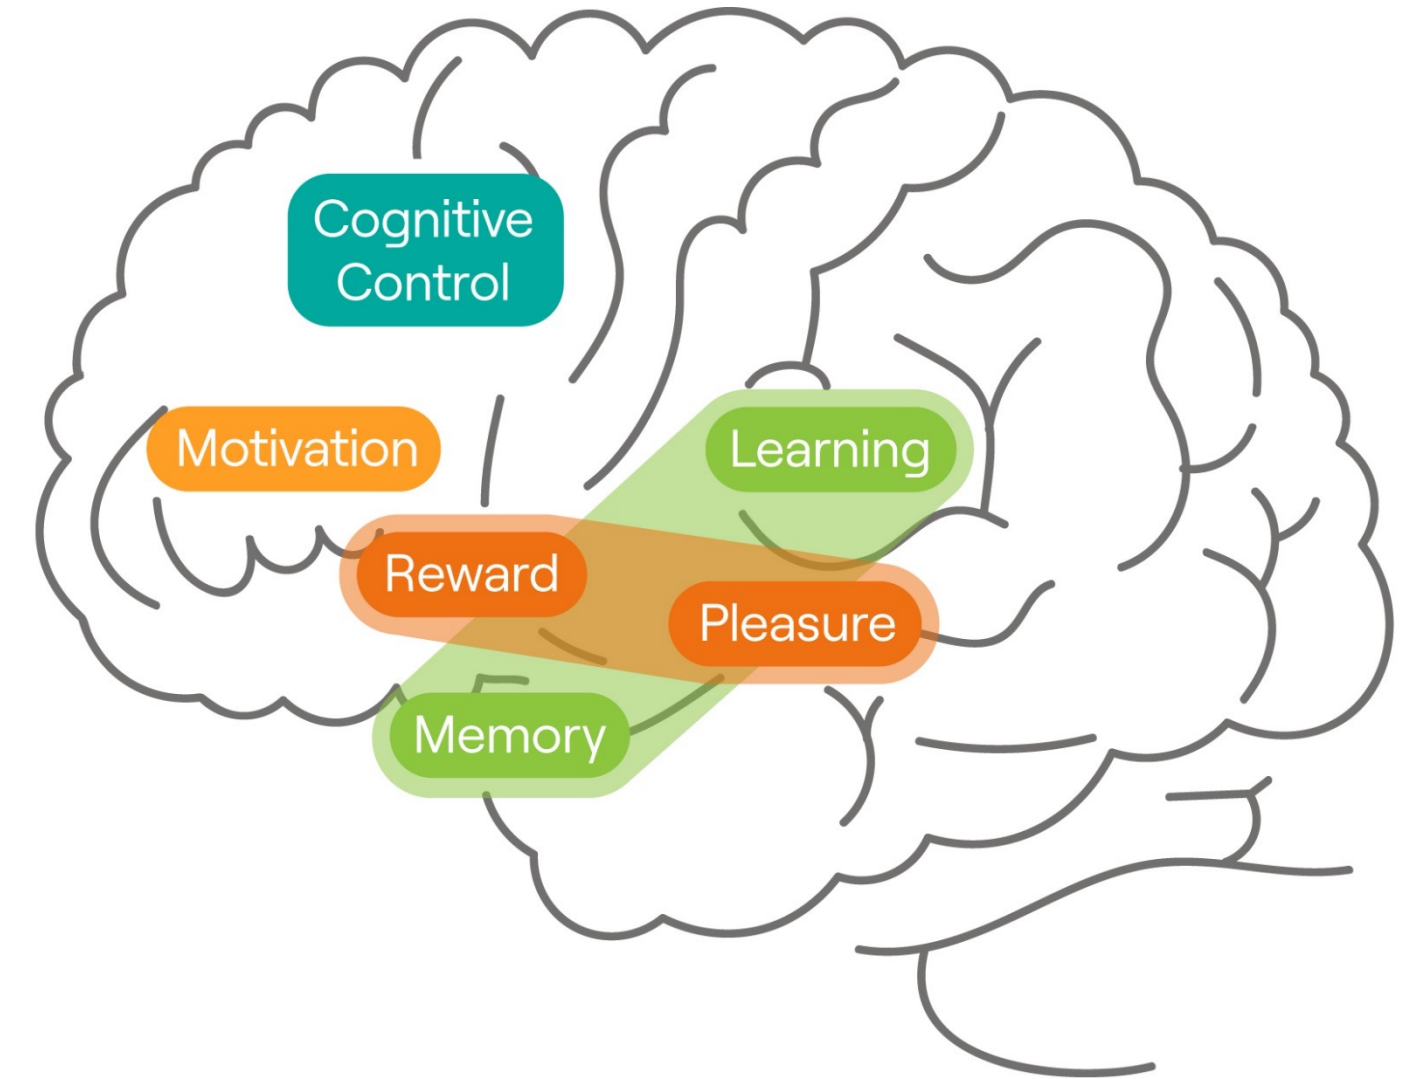 Cognitive
Control
Motivation
Learning
Reward
Pleasure
Memory